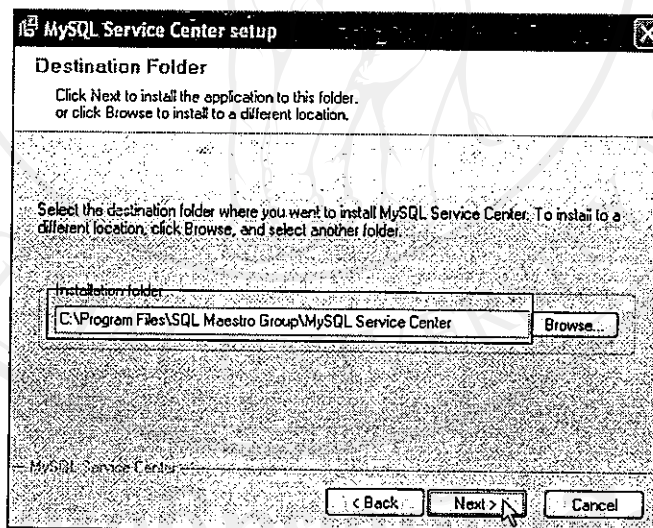 MySQL Service Center setup
Destination Folder
Click Next to install the application to this folder.
or click Browse to install to a different location.
Select the destination folder where you want to install MySQL Service Center. To install to a
different location, click Browse, and select another folder.
Installation folder
C:\Program Files\SQL Maestro Group\MySQL Service Center
Browse...
MySQL Service Center
< Back
Next >
Cancel